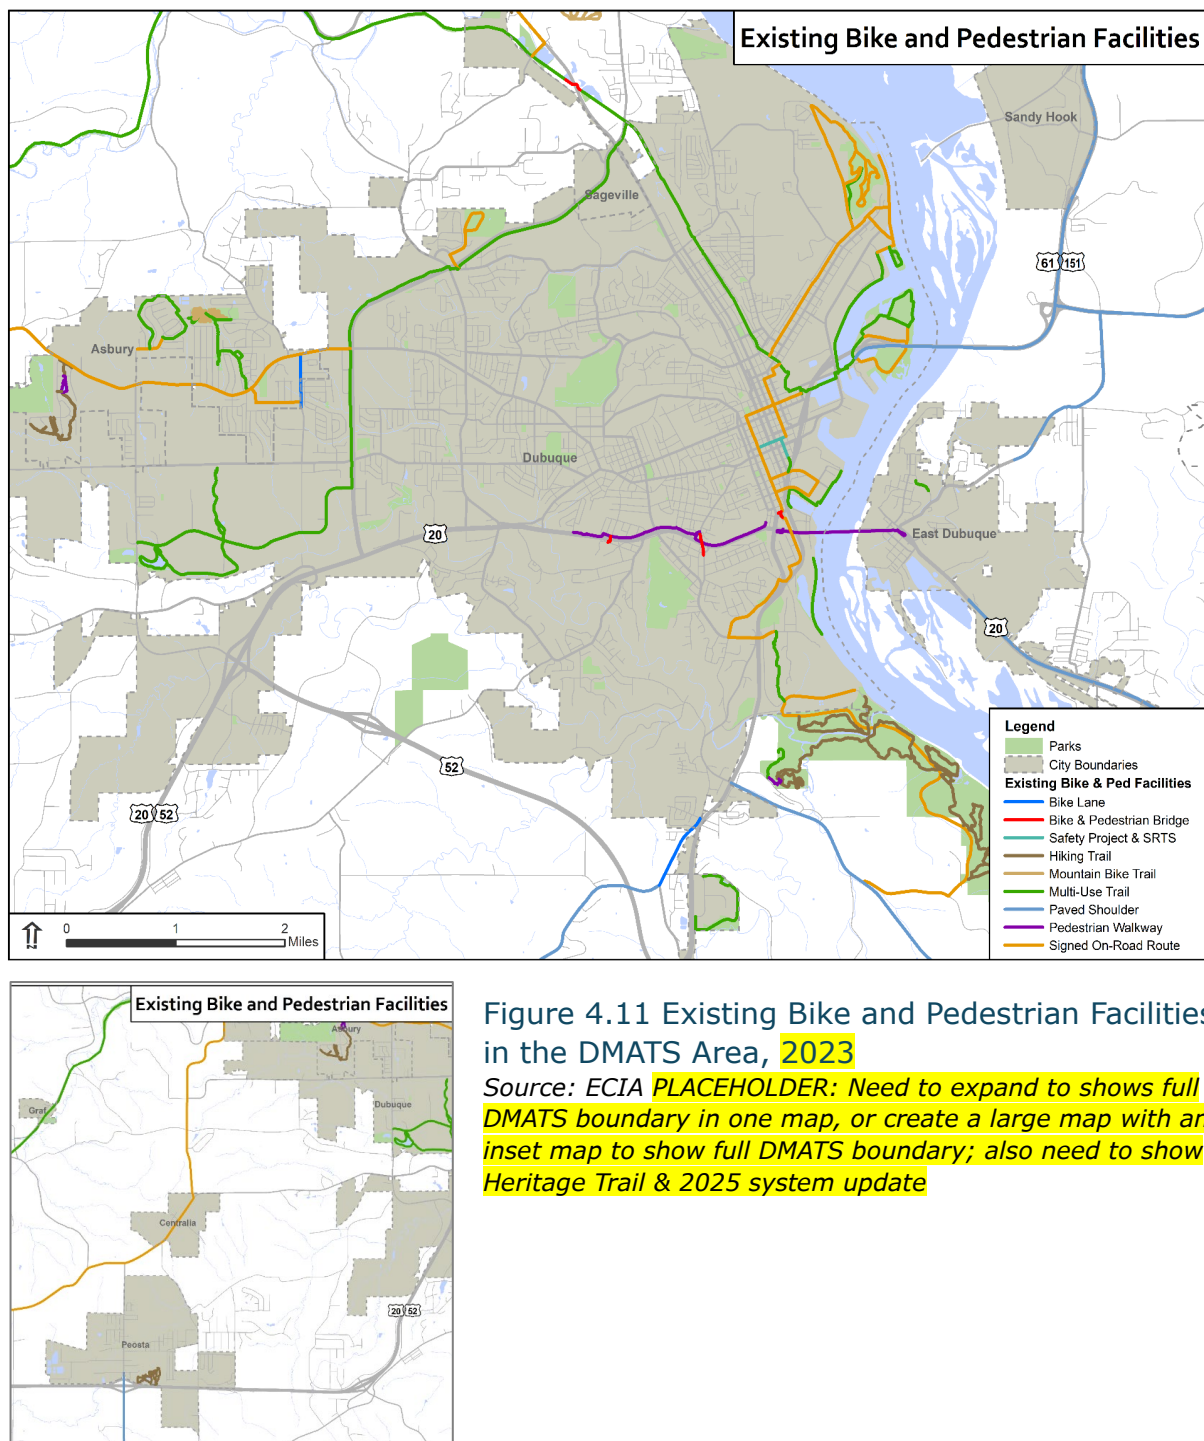 Existing Bike and Pedestrian Facilities
Sandy Hook
Sageville
61 151
Asbury
Dubuque
20
East Dubuque
20
52
20 52
Legend
Parks
City Boundaries
Existing Bike & Ped Facilities
Bike Lane
Bike & Pedestrian Bridge
Safety Project & SRTS
Hiking Trail
Mountain Bike Trail
Multi-Use Trail
Paved Shoulder
Pedestrian Walkway
Signed On-Road Route
N
0 1 2
Miles
Existing Bike and Pedestrian Facilities
Asbury
Graf
Dubuque
Centralia
20 52
Peosta
Figure 4.11 Existing Bike and Pedestrian Facilities
in the DMATS Area, 2023
Source: ECIA PLACEHOLDER: Need to expand to shows full
DMATS boundary in one map, or create a large map with an
inset map to show full DMATS boundary; also need to show
Heritage Trail & 2025 system update